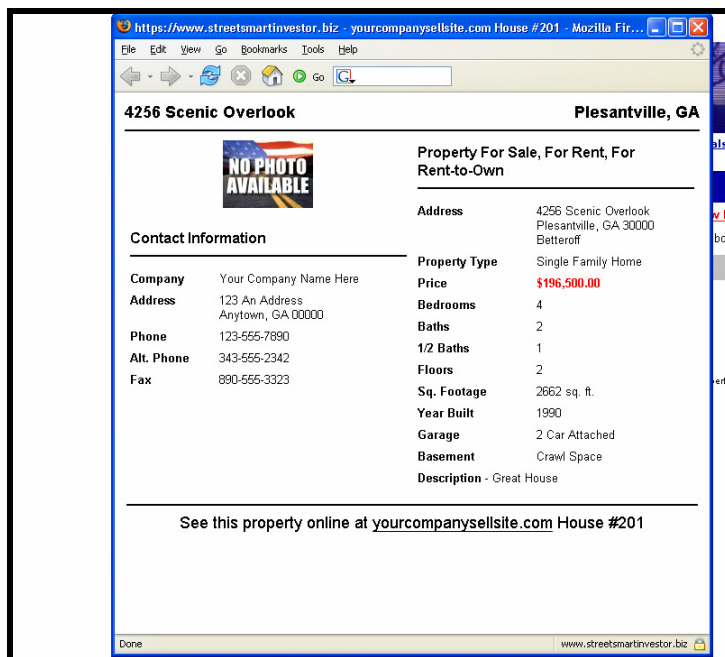 https://www.streetsmartinvestor.biz - yourcompanysellsite.com House #201 - Mozilla Fir...
File Edit View Go Bookmarks Tools Help
Go G
4256 Scenic Overlook Plesantville, GA
NO PHOTO
AVAILABLE
Contact Information
Company Your Company Name Here
Address 123 An Address
Anytown, GA 00000
Phone 123-555-7890
Alt. Phone 343-555-2342
Fax 890-555-3323
Property For Sale, For Rent, For
Rent-to-Own
Address 4256 Scenic Overlook
Plesantville, GA 30000
Betteroff
Property Type Single Family Home
Price $196,500.00
Bedrooms 4
Baths 2
1/2 Baths 1
Floors 2
Sq. Footage 2662 sq. ft.
Year Built 1990
Garage 2 Car Attached
Basement Crawl Space
Description - Great House
See this property online at yourcompanysellsite.com House #201
Done www.streetsmartinvestor.biz